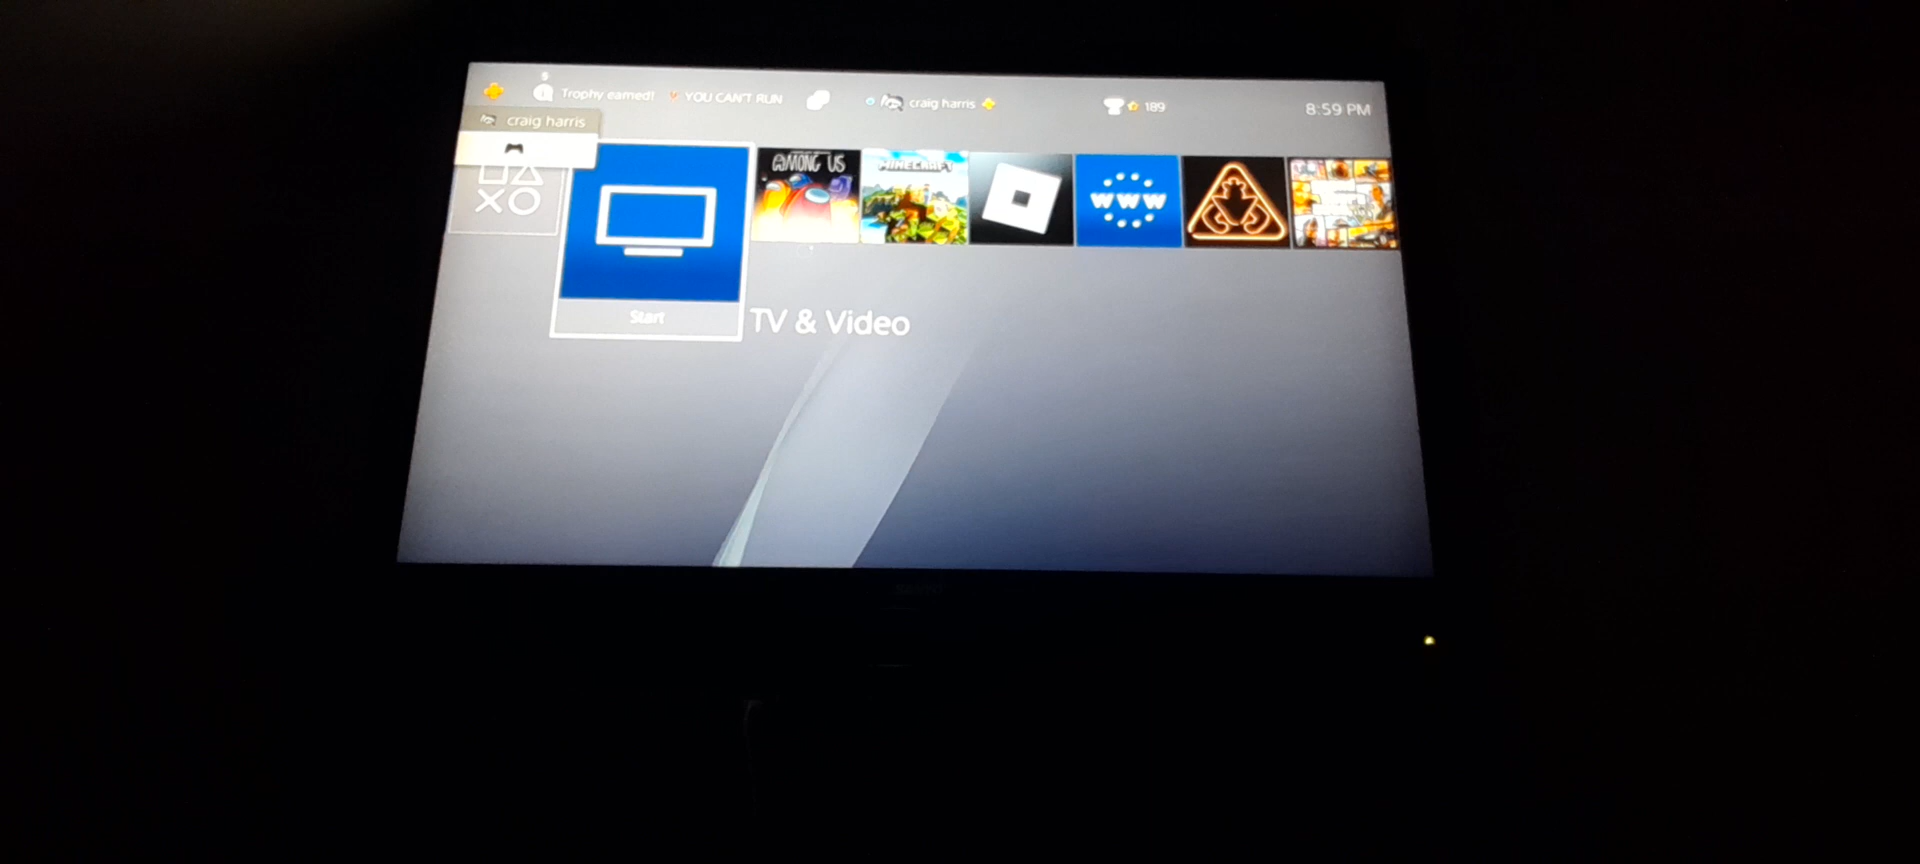 5
Trophy earned! YOU CAN'T RUN
craig harris
189
8:59 PM
craig harris
AMONG US
MINECRAFT
WWW
Start
TV & Video